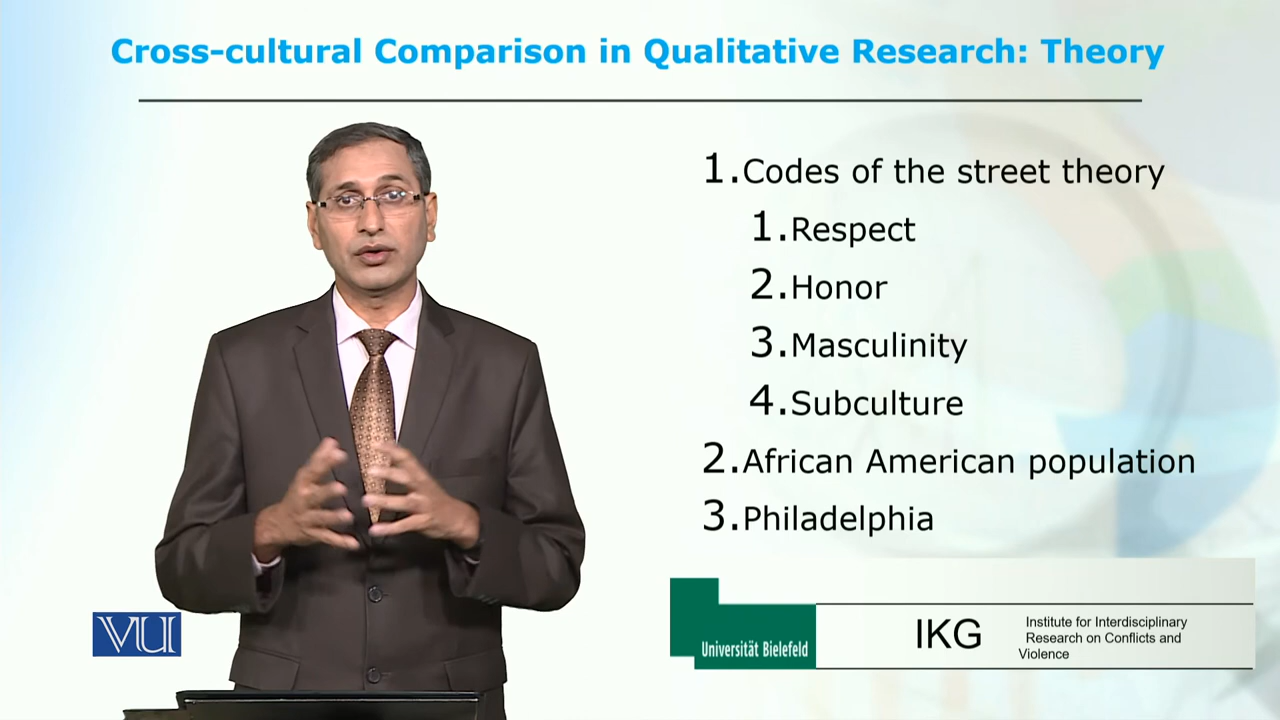 Cross-cultural Comparison in Qualitative Research: Theory
1.Codes of the street theory
1.Respect
2.Honor
3.Masculinity
4.Subculture
2.African American population
3.Philadelphia
VU
Universität Bielefeld
IKG
Institute for Interdisciplinary
Research on Conflicts and
Violence